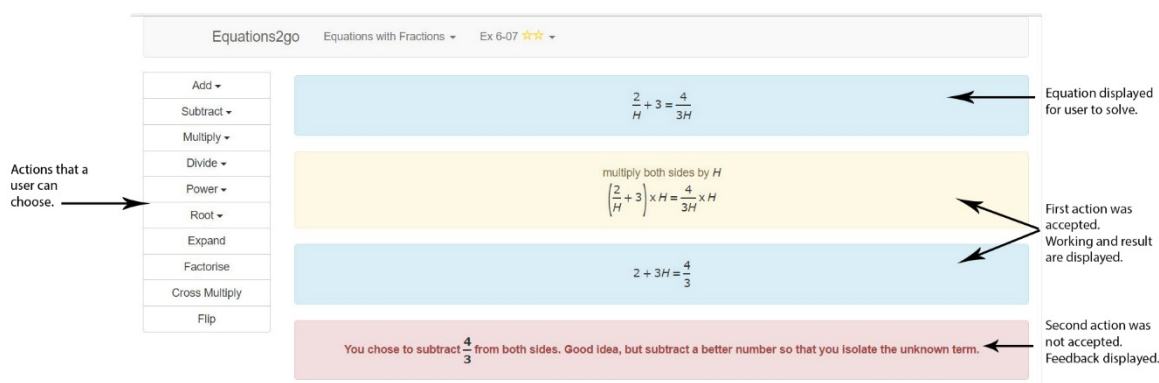 Equations2go Equations with Fractions Ex 6-07 ☆☆
Add
Subtract
Multiply
Divide
Power
Root
Expand
Factorise
Cross Multiply
Flip
Actions that a
user can
choose.
2/H + 3 = 4/3H
Equation displayed
for user to solve.
multiply both sides by H
(2/H + 3) x H = 4/3H x H
First action was
accepted.
Working and result
are displayed.
2 + 3H = 4/3
You chose to subtract 4/3 from both sides. Good idea, but subtract a better number so that you isolate the unknown term.
Second action was
not accepted.
Feedback displayed.